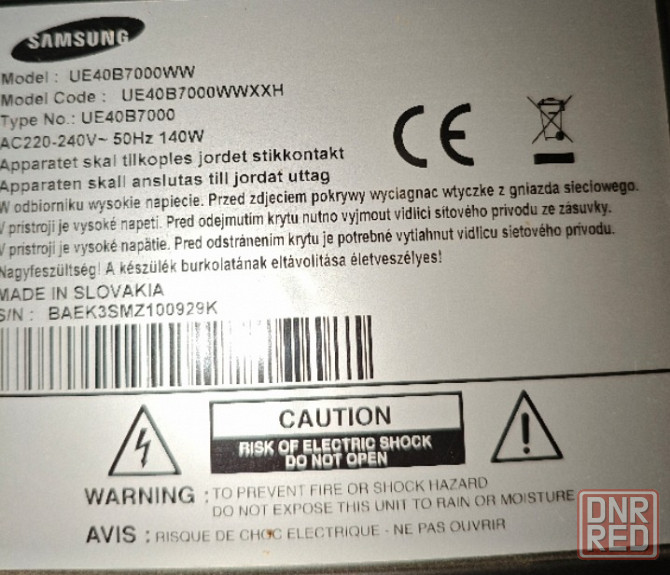 SAMSUNG
Model : UE40B7000WW
Model Code : UE40B7000WWXXH
Type No.: UE40B7000
AC220-240V~ 50Hz 140W
Apparatet skal tilkoples jordet stikkontakt
Apparaten skall anslutas till jordat uttag
W odbiorniku wysokie napiecie. Przed zdjeciem pokrywy wyciagnac wtyczke z gniazda sieciowego.
V pristroji je vysoké napeti. Pred odejmutim krytu nutno vyjmout vidlici sítového privodu ze zásuvky.
V pristroji je vysoké napätie. Pred odstránením krytu je potrebné vytiahnut vidlicu sietového privodu.
Nagyfeszültség! A készülék burkolatának eltávolítása életveszélyes!
MADE IN SLOVAKIA
S/N : BAEK3SMZ100929K
CE
CAUTION
RISK OF ELECTRIC SHOCK
DO NOT OPEN
WARNING : TO PREVENT FIRE OR SHOCK HAZARD
DO NOT EXPOSE THIS UNIT TO RAIN OR MOISTURE
AVIS : RISQUE DE CHOC ELECTRIQUE - NE PAS OUVRIR
DNR
RED